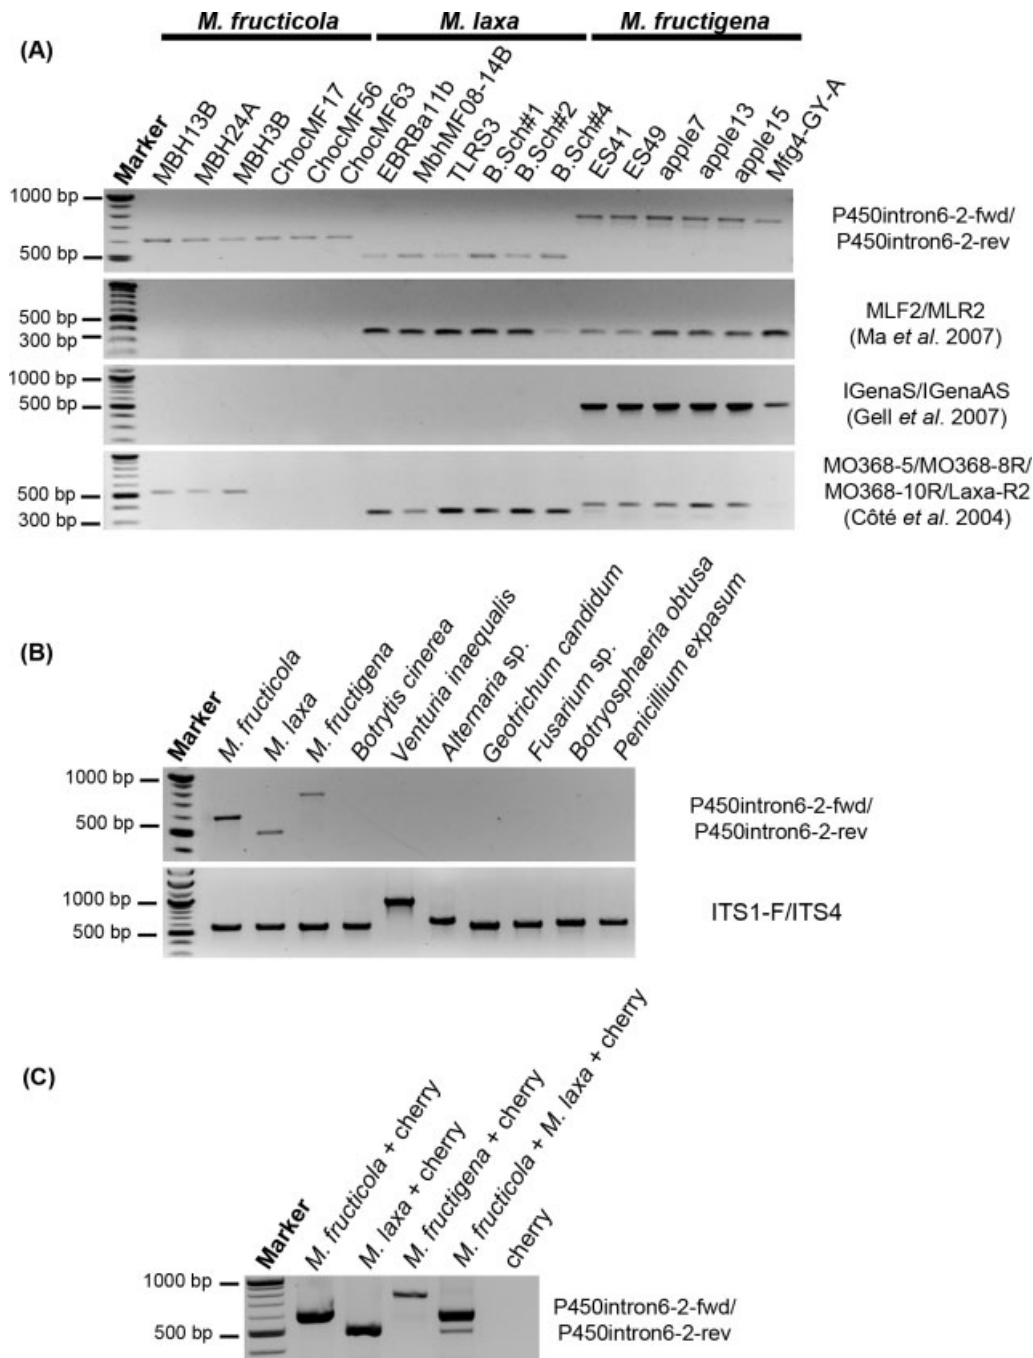 M. fructicola M. laxa M. fructigena
(A)
Marker
MBH13B
MBH24A
MBH3B
ChocMF17
ChocMF56
ChocMF63
EBRRBa11b
MbhMF08-14B
TLRS3
B.Sch#1
B.Sch#2
B.Sch#4
ES41
ES49
apple7
apple13
apple15
Mfg4-GY-A
1000 bp
500 bp
P450intron6-2-fwd/
P450intron6-2-rev
500 bp
300 bp
MLF2/MLR2
(Ma et al. 2007)
1000 bp
500 bp
IGenaS/IGenaAS
(Gell et al. 2007)
500 bp
300 bp
MO368-5/MO368-8R/
MO368-10R/Laxa-R2
(Côté et al. 2004)
(B)
Marker
M. fructicola
M. laxa
M. fructigena
Botrytis cinerea
Venturia inaequalis
Alternaria sp.
Geotrichum candidum
Fusarium sp.
Botryosphaeria obtusa
Penicillium expasum
1000 bp
500 bp
P450intron6-2-fwd/
P450intron6-2-rev
1000 bp
500 bp
ITS1-F/ITS4
(C)
Marker
M. fructicola + cherry
M. laxa + cherry
M. fructigena + cherry
M. fructicola + M. laxa + cherry
cherry
1000 bp
500 bp
P450intron6-2-fwd/
P450intron6-2-rev